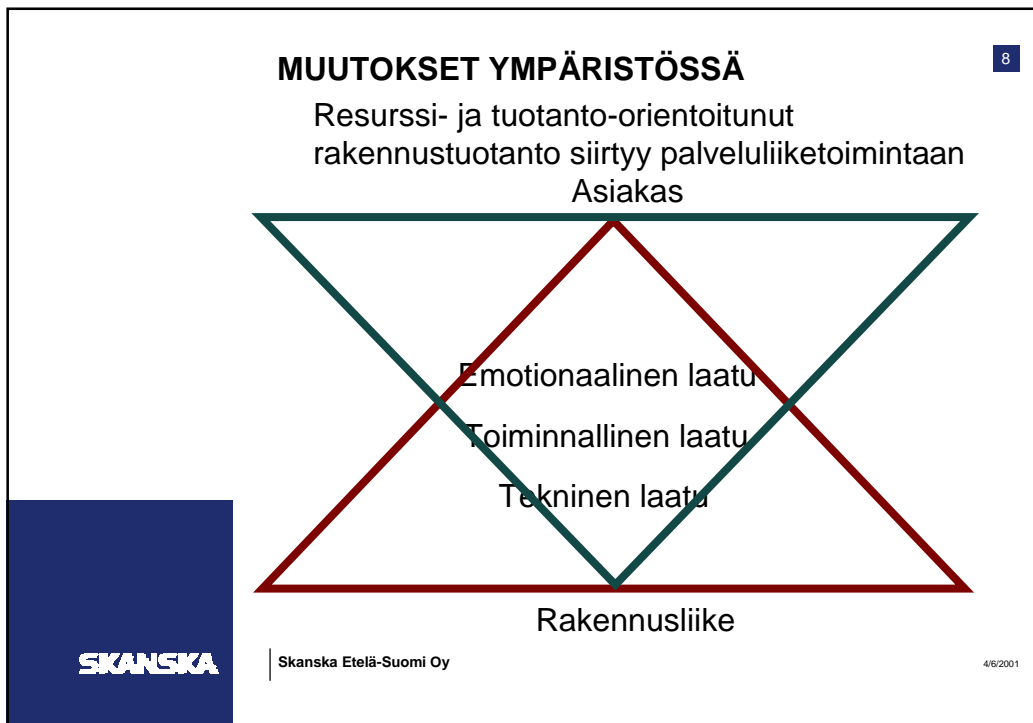 MUUTOKSET YMPÄRISTÖSSÄ
8
Resurssi- ja tuotanto-orientoitunut
rakennustuotanto siirtyy palveluliiketoimintaan
Asiakas
Emotionaalinen laatu
Toiminnallinen laatu
Tekninen laatu
Rakennusliike
SKANSKA
Skanska Etelä-Suomi Oy
4/6/2001